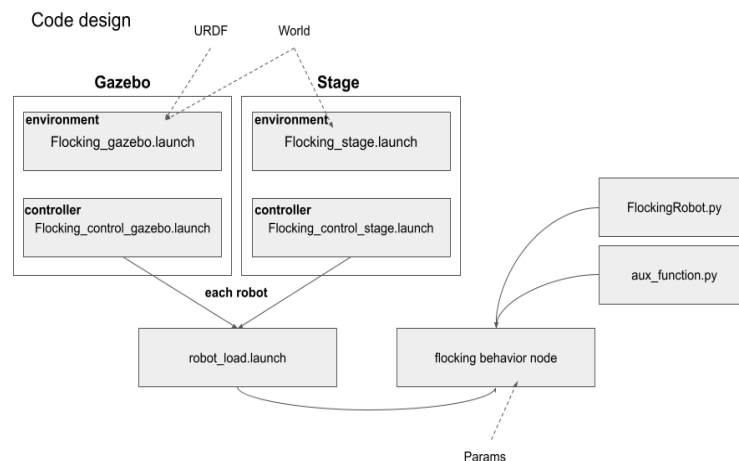 Code design
URDF
World
Gazebo
Stage
environment
Flocking_gazebo.launch
environment
Flocking_stage.launch
controller
Flocking_control_gazebo.launch
controller
Flocking_control_stage.launch
FlockingRobot.py
aux_function.py
each robot
robot_load.launch
flocking behavior node
Params